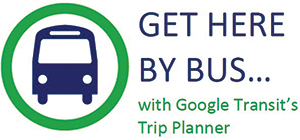 GET HERE
BY BUS...
with Google Transit's
Trip Planner